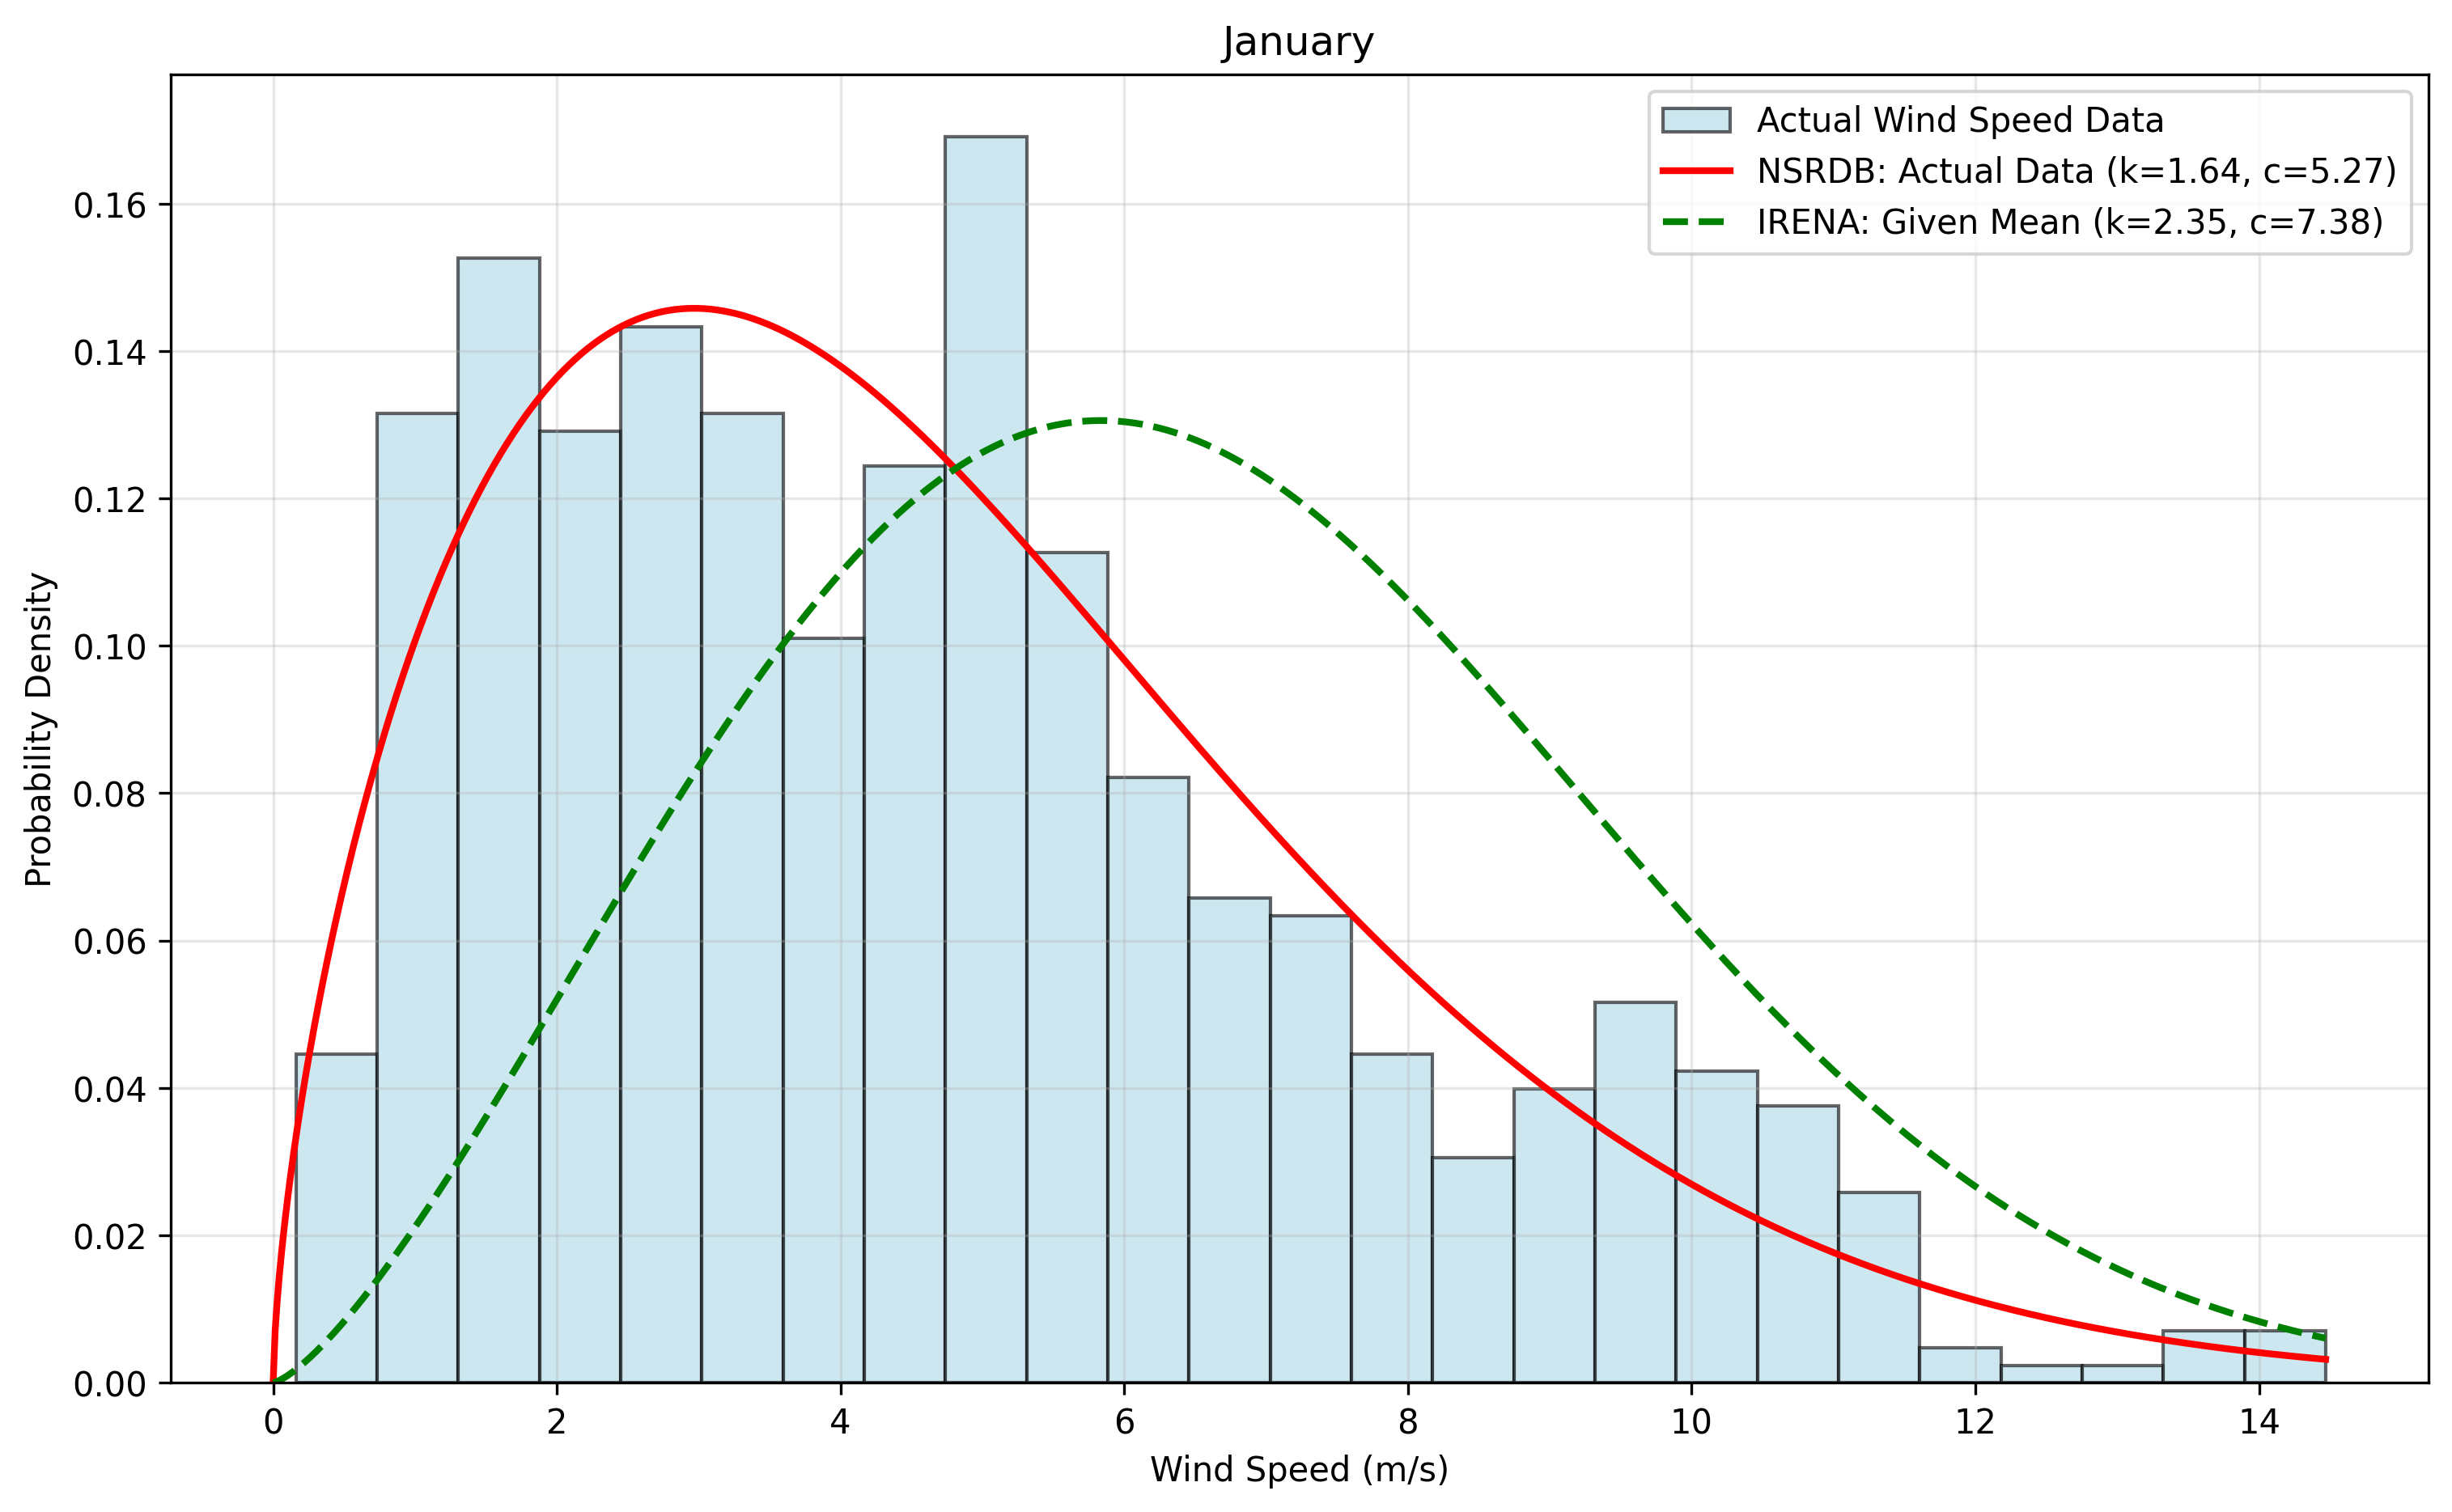 January
Actual Wind Speed Data
NSRDB: Actual Data (k=1.64, c=5.27)
IRENA: Given Mean (k=2.35, c=7.38)
Probability Density
0.16
0.14
0.12
0.10
0.08
0.06
0.04
0.02
0.00
0 2 4 6 8 10 12 14
Wind Speed (m/s)